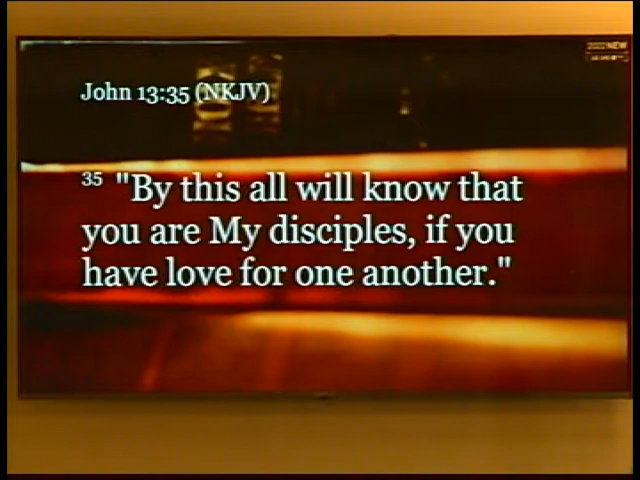 John 13:35 (NKJV)
35 "By this all will know that
you are My disciples, if you
have love for one another."